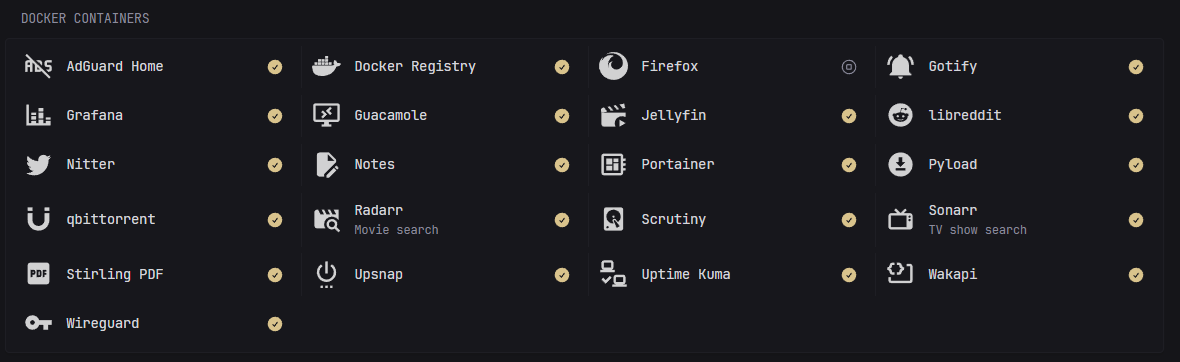 DOCKER CONTAINERS
AdGuard Home
Docker Registry
Firefox
Gotify
Grafana
Guacamole
Jellyfin
libreddit
Nitter
Notes
Portainer
Pyload
qbittorrent
Radarr
Movie search
Scrutiny
Sonarr
TV show search
PDF
Stirling PDF
Upsnap
Uptime Kuma
Wakapi
Wireguard